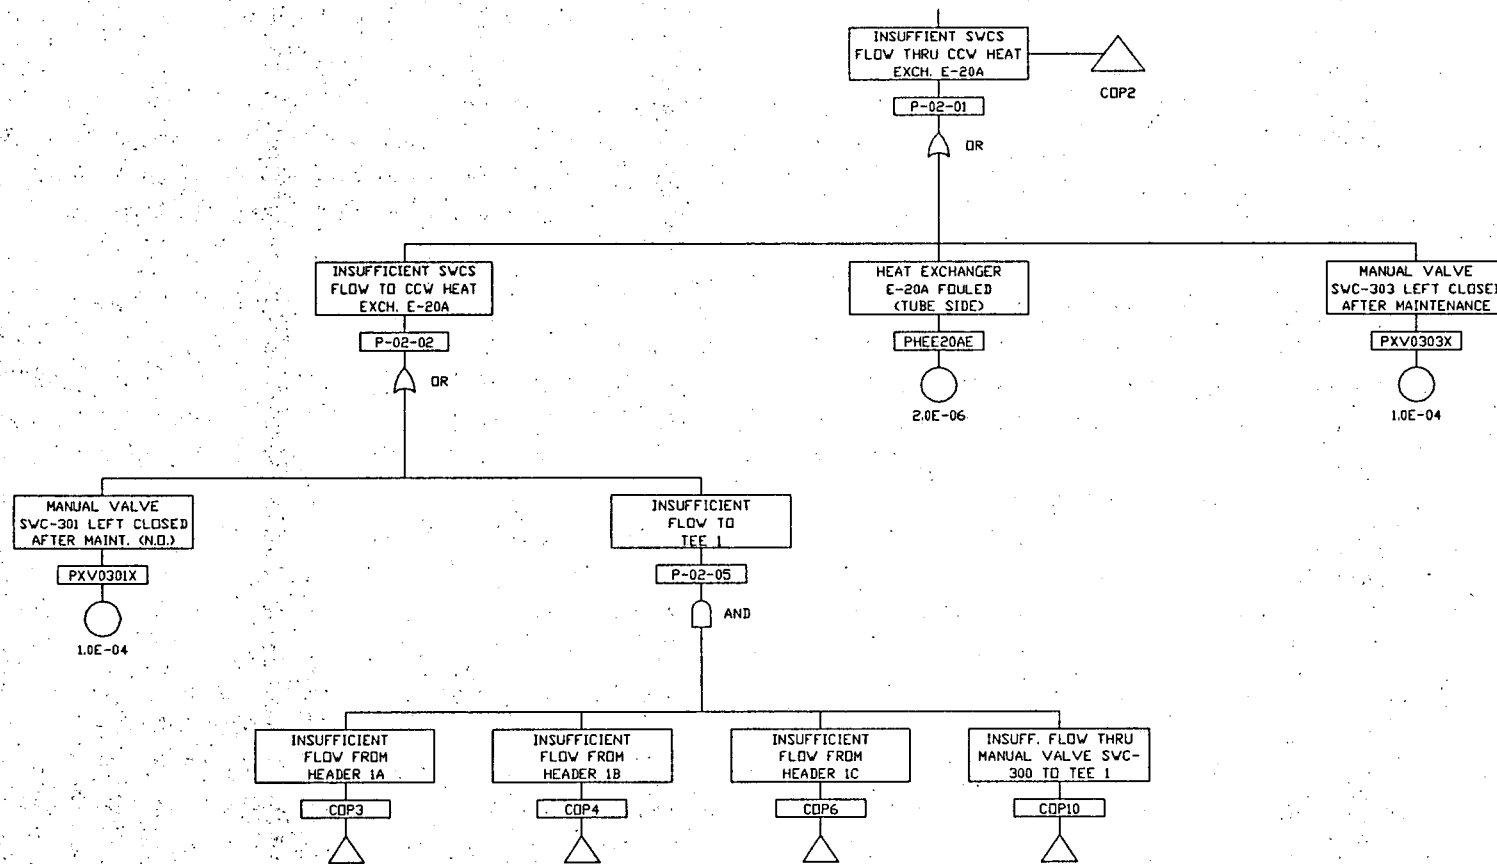 INSUFFIENT SWCS
FLOW THRU CCW HEAT
EXCH. E-20A
COP2
P-02-01
OR
INSUFFICIENT SWCS
FLOW TO CCW HEAT
EXCH. E-20A
P-02-02
OR
HEAT EXCHANGER
E-20A FOULED
(TUBE SIDE)
PHEE20AE
2.0E-06
MANUAL VALVE
SWC-303 LEFT CLOSED
AFTER MAINTENANCE
PXV0303X
1.0E-04
MANUAL VALVE
SWC-301 LEFT CLOSED
AFTER MAINT. (N.O.)
PXV0301X
1.0E-04
INSUFFICIENT
FLOW TO
TEE 1
P-02-05
AND
INSUFFICIENT
FLOW FROM
HEADER 1A
COP3
INSUFFICIENT
FLOW FROM
HEADER 1B
COP4
INSUFFICIENT
FLOW FROM
HEADER 1C
COP6
INSUFF. FLOW THRU
MANUAL VALVE SWC-
300 TO TEE 1
COP10